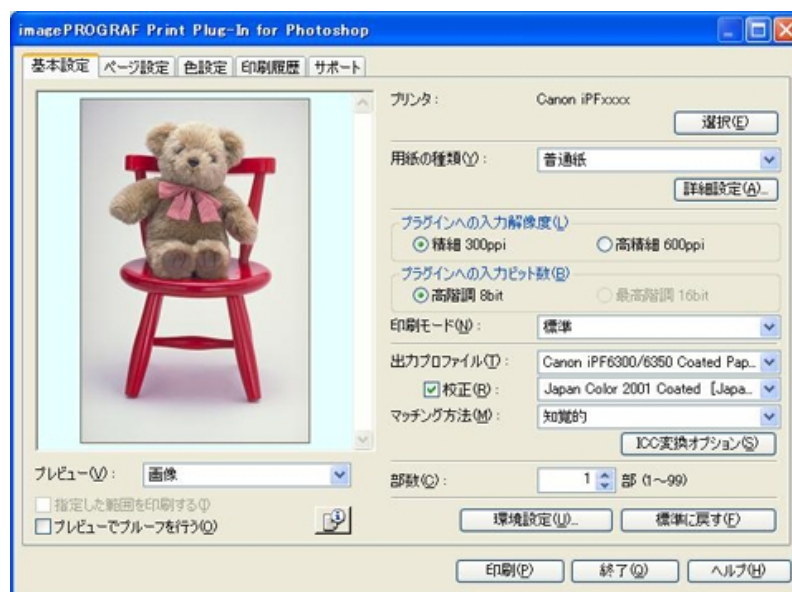 imagePROGRAF Print Plug-In for Photoshop
基本設定 ページ設定 色設定 印刷履歴 サポート
プリンタ： Canon iPFxxxx
選択(E)
用紙の種類(Y)： 普通紙
詳細設定(A)...
プラグインへの入力解像度(L)
精細 300ppi 高精細 600ppi
プラグインへの入力ビット数(B)
高階調 8bit 最高階調 16bit
印刷モード(N)： 標準
出力プロファイル(T)： Canon iPF6300/6350 Coated Pap...
校正(R)： Japan Color 2001 Coated [Japa...
マッチング方法(M)： 知覚的
ICC変換オプション(S)
部数(C)： 1 部 (1～99)
環境設定(U)... 標準に戻す(F)
プレビュー(V)： 画像
指定した範囲を印刷する(I)
プレビューでプルーフを行う(O)
印刷(P) 終了(Q) ヘルプ(H)